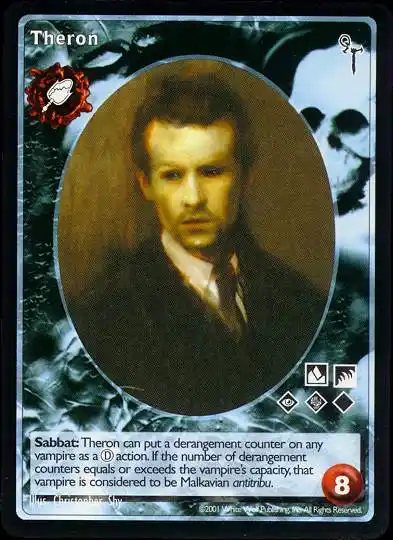 Theron
Sabbat: Theron can put a derangement counter on any
vampire as a Ⓓ action. If the number of derangement
counters equals or exceeds the vampire's capacity, that
vampire is considered to be Malkavian antitribu.
8
Illus. Christopher Shy
©2001 White Wolf Publishing, Inc. All Rights Reserved.